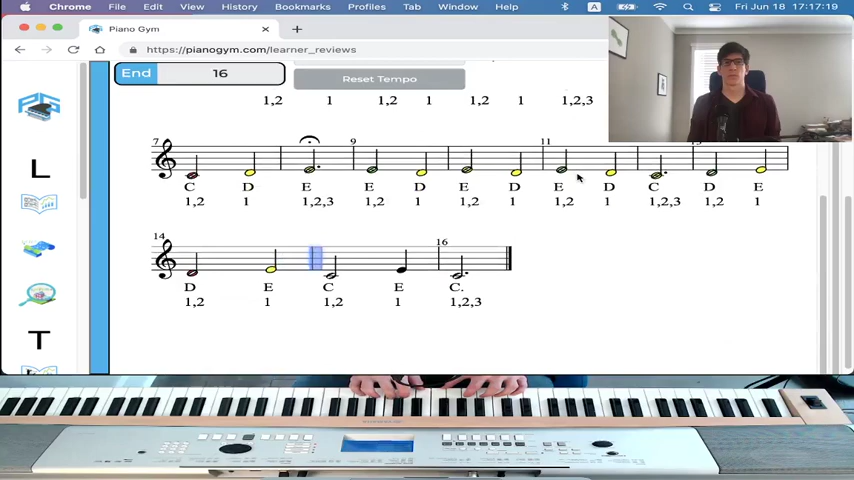 Chrome File Edit View History Bookmarks Profiles Tab Window Help A Fri Jun 18 17:17:19
Piano Gym × +
https://pianogym.com/learner_reviews
End 16
Reset Tempo
1,2 1 1,2 1 1,2 1 1,2,3
PG
L
T
7 9 11
C D E E D E D E D C D E
1,2 1 1,2,3 1,2 1 1,2 1 1,2 1 1,2,3 1,2 1
14 16
D E C E C.
1,2 1 1,2 1 1,2,3